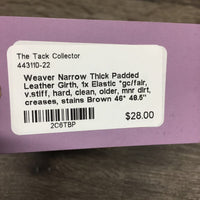 The Tack Collector
443110-22
Weaver Narrow Thick Padded
Leather Girth, 1x Elastic *gc/fair,
v.stiff, hard, clean, older, mnr dirt,
creases, stains Brown 46" 48.5"
2C6TBP
$28.00